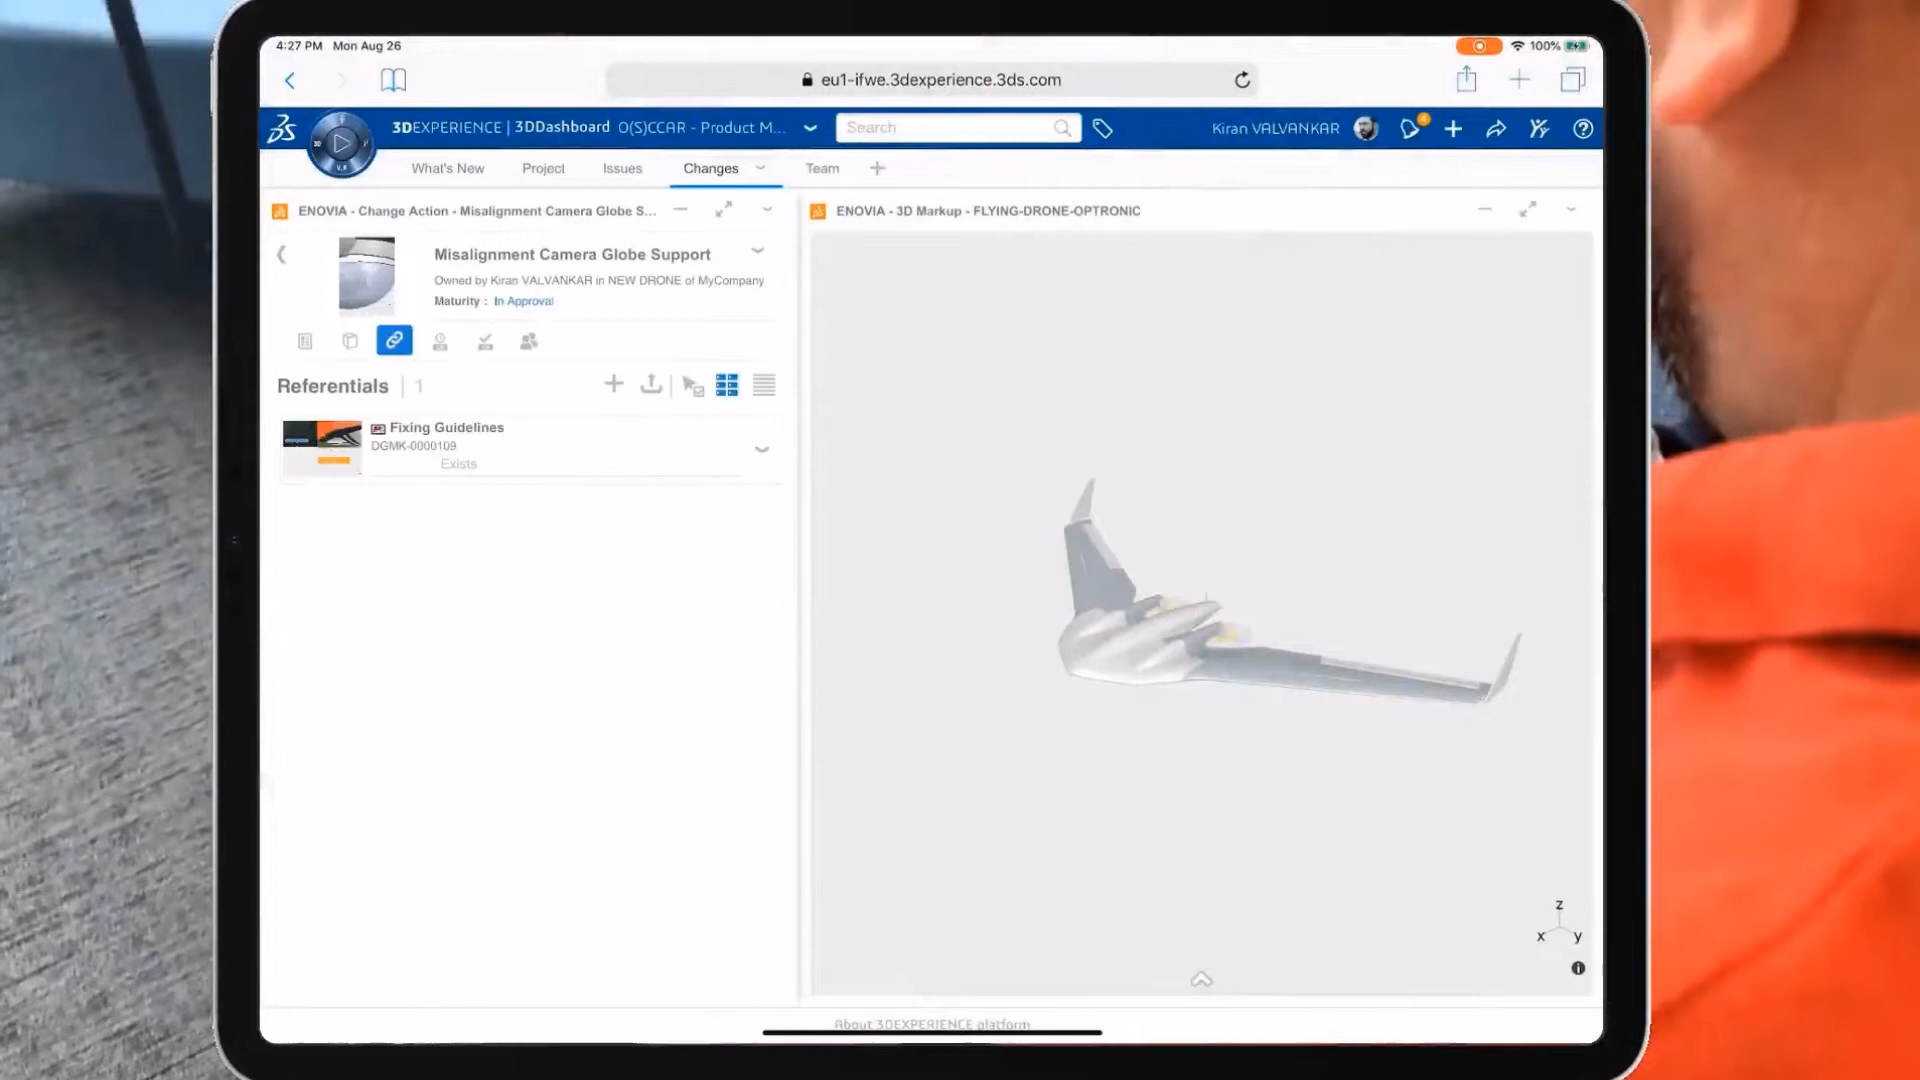 4:27 PM Mon Aug 26
100%
eu1-ifwe.3dexperience.3ds.com
3DEXPERIENCE | 3DDashboard O(S)CCAR - Product M...
Search
Kiran VALVANKAR
4
3D
V.R
What's New
Project
Issues
Changes
Team
ENOVIA - Change Action - Misalignment Camera Globe S...
ENOVIA - 3D Markup - FLYING-DRONE-OPTRONIC
Misalignment Camera Globe Support
Owned by Kiran VALVANKAR in NEW DRONE of MyCompany
Maturity : In Approval
Referentials | 1
Fixing Guidelines
DGMK-0000109
Exists
z
x y
About 3DEXPERIENCE platform